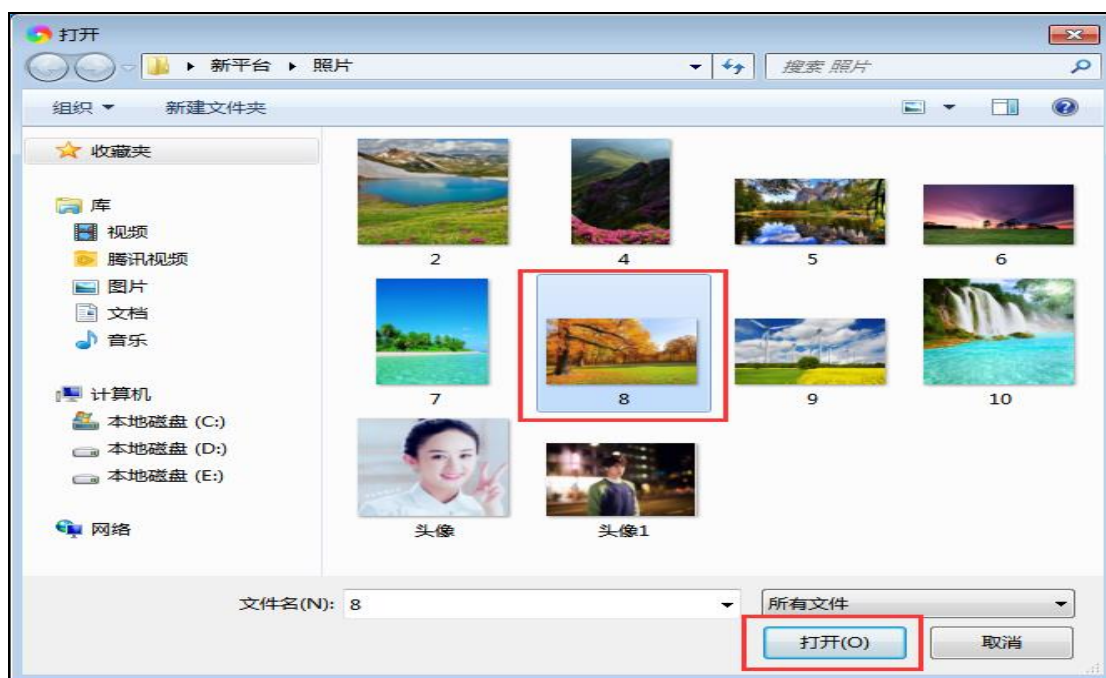 打开
新平台 照片
搜索 照片
组织 新建文件夹
收藏夹
库
视频
腾讯视频
图片
文档
音乐
计算机
本地磁盘 (C:)
本地磁盘 (D:)
本地磁盘 (E:)
网络
2 4 5 6
7 8 9 10
头像 头像1
文件名(N): 8
所有文件
打开(O) 取消